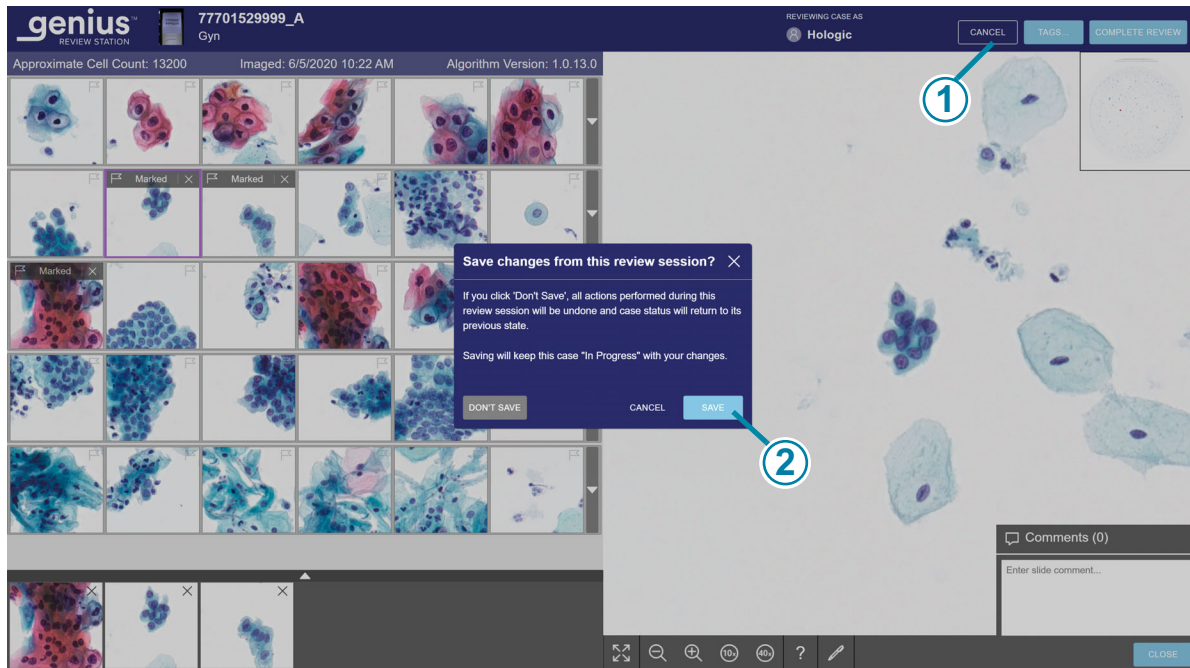 genius™
REVIEW STATION
77701529999_A
Gyn
REVIEWING CASE AS
Hologic
CANCEL
TAGS...
COMPLETE REVIEW
Approximate Cell Count: 13200
Imaged: 6/5/2020 10:22 AM
Algorithm Version: 1.0.13.0
1
Marked
Marked
Marked
Save changes from this review session?
If you click 'Don't Save', all actions performed during this
review session will be undone and case status will return to its
previous state.
Saving will keep this case "In Progress" with your changes.
DON'T SAVE
CANCEL
SAVE
2
Comments (0)
Enter slide comment...
10x
40x
?
CLOSE